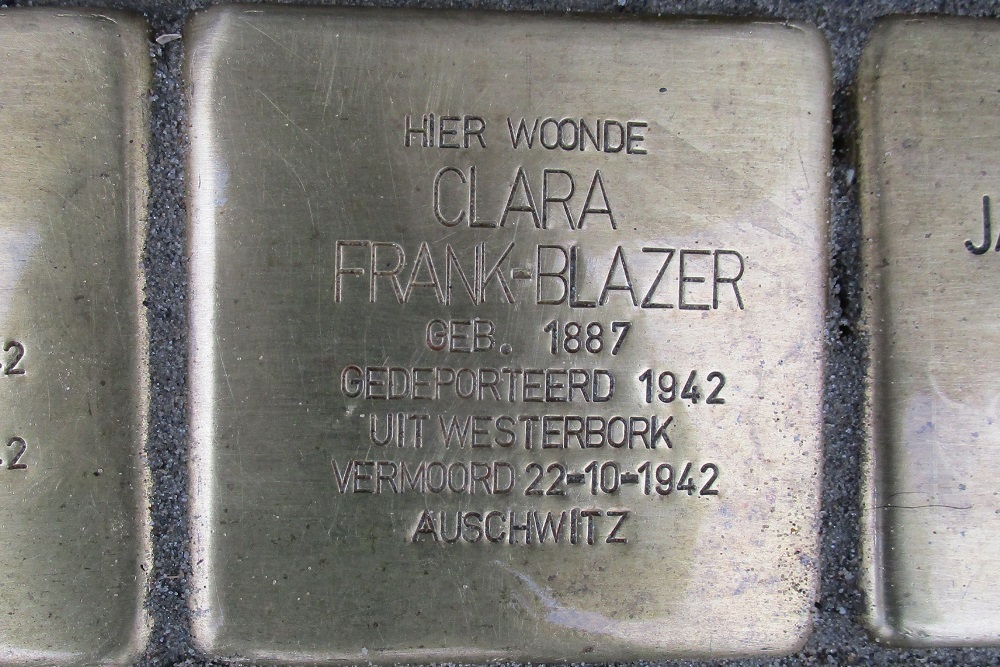 HIER WOONDE
CLARA
FRANK-BLAZER
GEB. 1887
GEDEPORTEERD 1942
UIT WESTERBORK
VERMOORD 22-10-1942
AUSCHWITZ